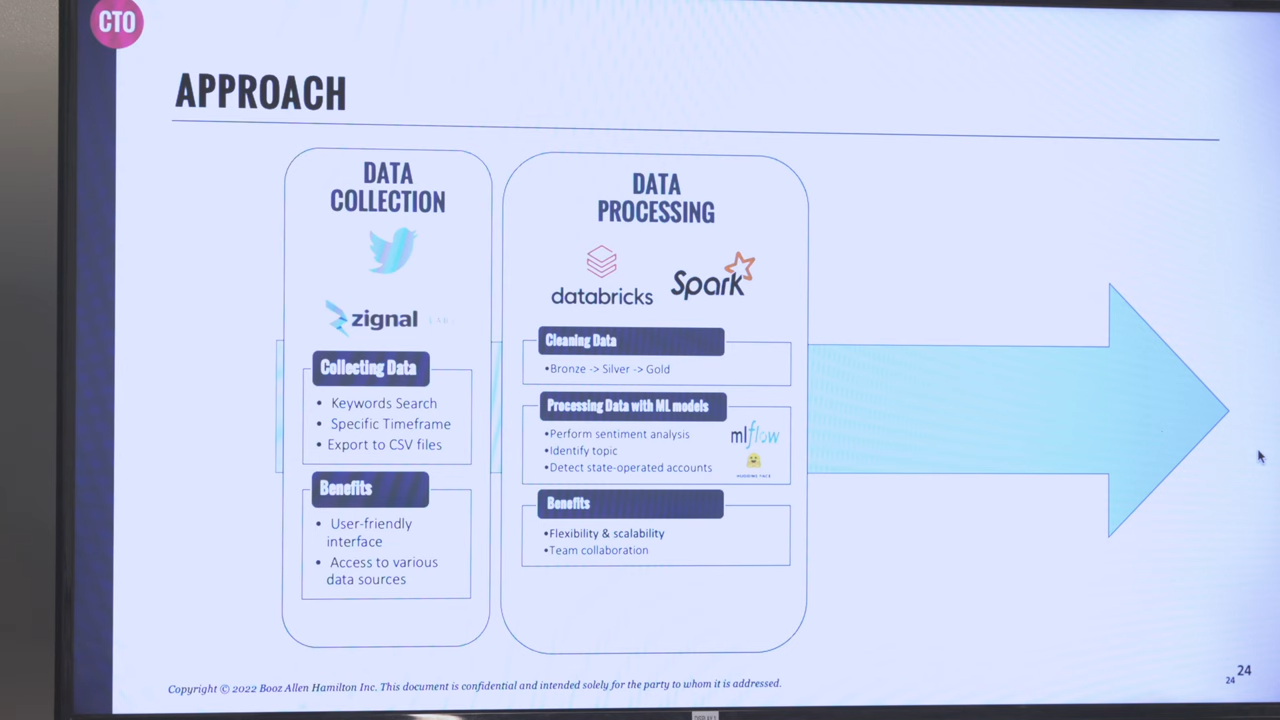 CTO
APPROACH
DATA
COLLECTION
zignal
Collecting Data
• Keywords Search
• Specific Timeframe
• Export to CSV files
Benefits
• User-friendly
interface
• Access to various
data sources
DATA
PROCESSING
databricks
Spark
Cleaning Data
•Bronze -> Silver -> Gold
Processing Data with ML models
•Perform sentiment analysis
•Identify topic
•Detect state-operated accounts
mlflow
HUGGING FACE
Benefits
•Flexibility & scalability
•Team collaboration
Copyright © 2022 Booz Allen Hamilton Inc. This document is confidential and intended solely for the party to whom it is addressed.
24
24